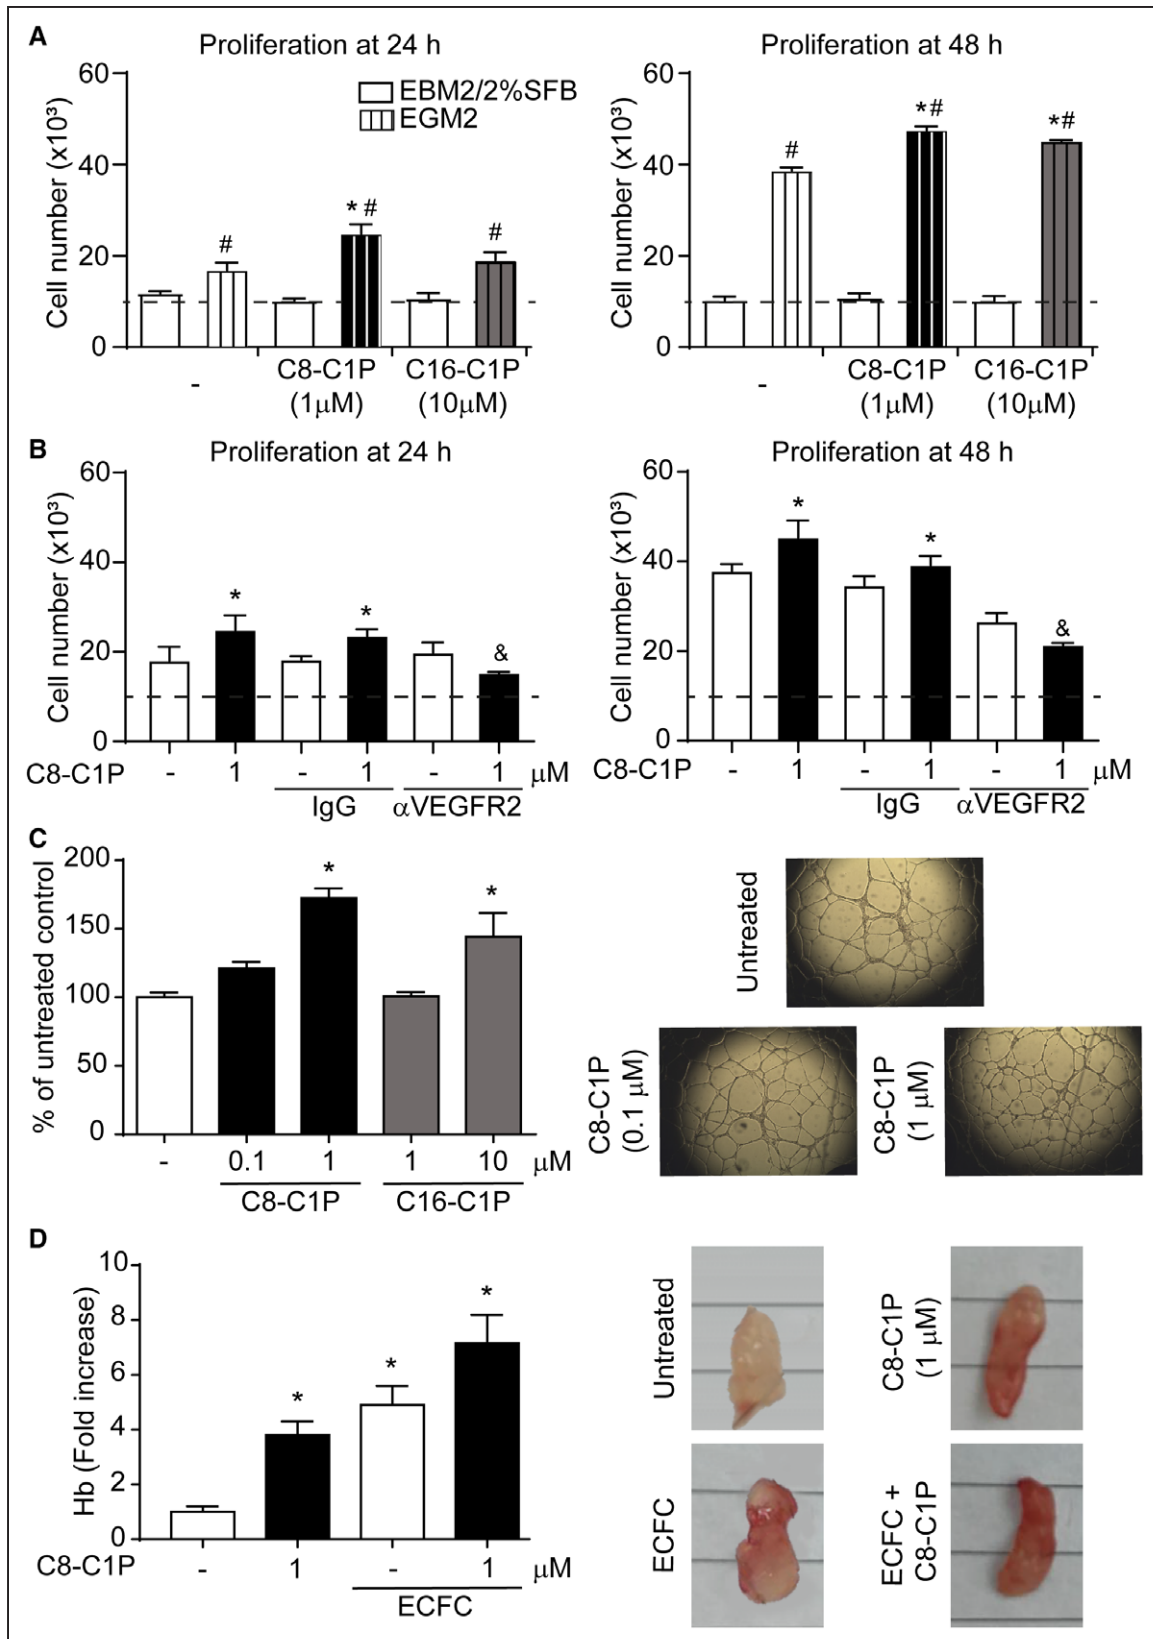 A
Proliferation at 24 h
Proliferation at 48 h
EBM2/2%SFB
EGM2
Cell number (x10³)
60
40
20
0
#
* #
#
-
C8-C1P
(1μM)
C16-C1P
(10μM)
Cell number (x10³)
60
40
20
0
#
*#
*#
-
C8-C1P
(1μM)
C16-C1P
(10μM)
B
Proliferation at 24 h
Proliferation at 48 h
Cell number (x10³)
60
40
20
0
*
*
&
C8-C1P - 1 - 1 - 1 μM
IgG αVEGFR2
Cell number (x10³)
60
40
20
0
*
*
&
C8-C1P - 1 - 1 - 1 μM
IgG αVEGFR2
C
% of untreated control
200
150
100
50
0
*
*
- 0.1 1 1 10 μM
C8-C1P C16-C1P
Untreated
C8-C1P
(0.1 μM)
C8-C1P
(1 μM)
D
Hb (Fold increase)
10
8
6
4
2
0
*
*
*
C8-C1P - 1 - 1 μM
ECFC
Untreated
C8-C1P
(1 μM)
ECFC
ECFC +
C8-C1P